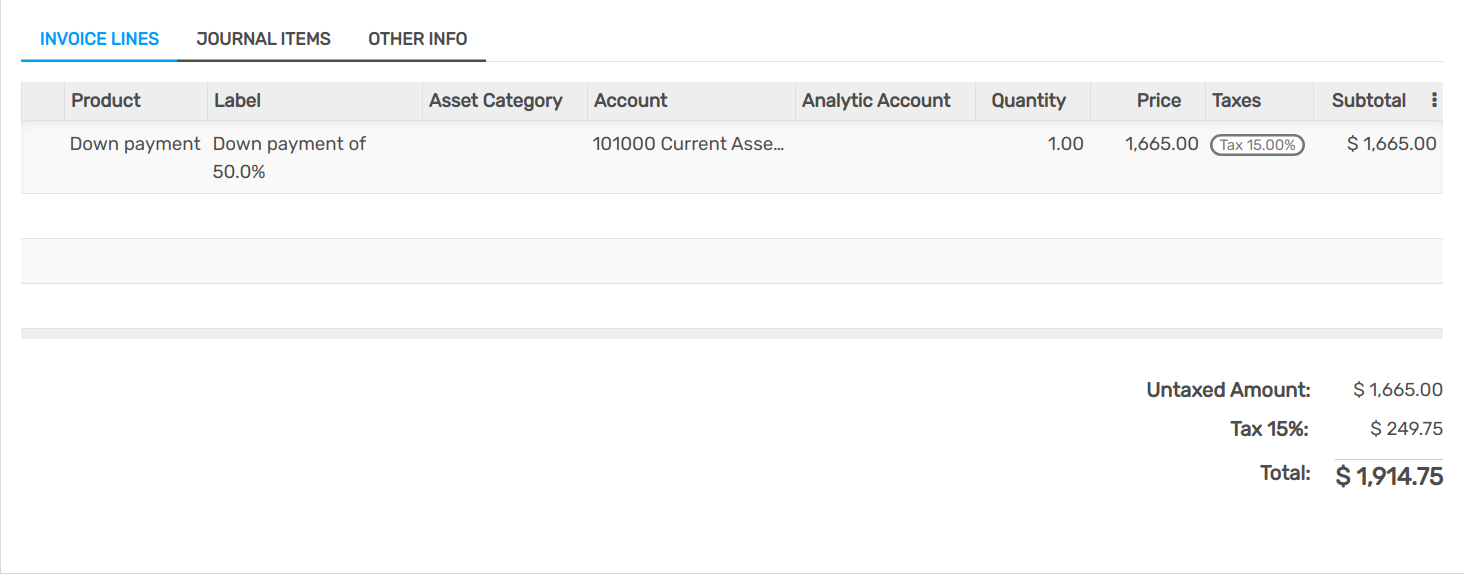 INVOICE LINES JOURNAL ITEMS OTHER INFO
Product Label Asset Category Account Analytic Account Quantity Price Taxes Subtotal
Down payment Down payment of 101000 Current Asse... 1.00 1,665.00 Tax 15.00% $ 1,665.00
50.0%
Untaxed Amount: $ 1,665.00
Tax 15%: $ 249.75
Total: $ 1,914.75